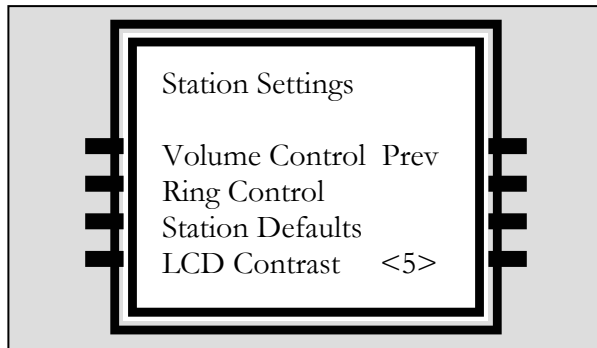 Station Settings
Volume Control Prev
Ring Control
Station Defaults
LCD Contrast <5>